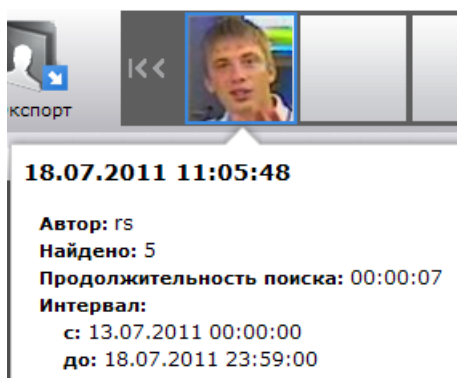 кспорт
18.07.2011 11:05:48
Автор: rs
Найдено: 5
Продолжительность поиска: 00:00:07
Интервал:
с: 13.07.2011 00:00:00
до: 18.07.2011 23:59:00